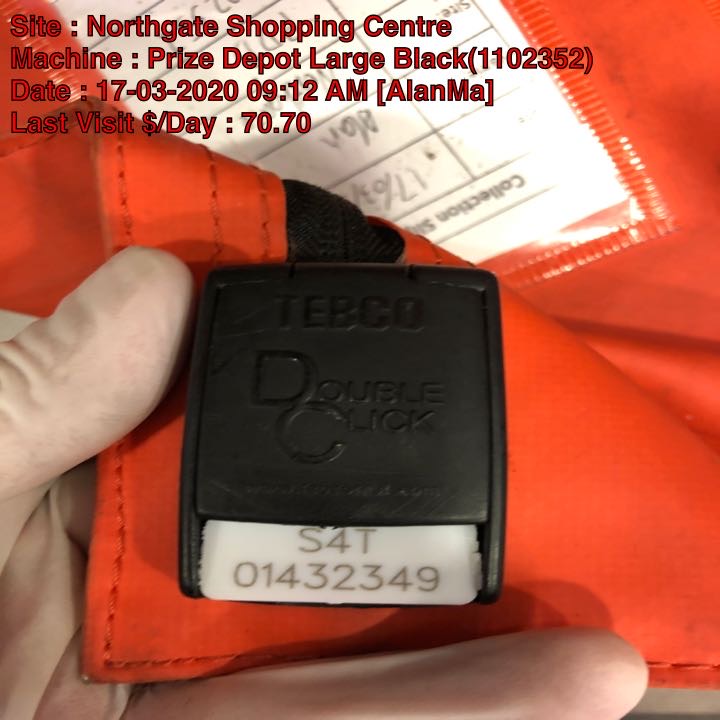 Site : Northgate Shopping Centre
Machine : Prize Depot Large Black(1102352)
Date : 17-03-2020 09:12 AM [AlanMa]
Last Visit $/Day : 70.70
Collection
TEBCO
DOUBLE
CLICK
S4T
01432349